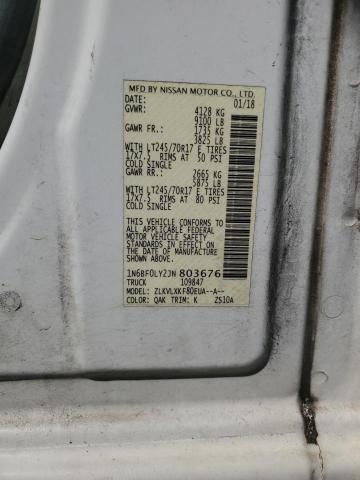 MFD BY NISSAN MOTOR CO., LTD.
DATE: 01/18
GVWR: 4128 KG
9100 LB
GAWR FR: 1735 KG
3825 LB
WITH LT245/70R17 E TIRES
17X7.5 RIMS AT 50 PSI
COLD SINGLE
GAWR RR: 2665 KG
5875 LB
WITH LT245/70R17 E TIRES
17X7.5 RIMS AT 80 PSI
COLD SINGLE
THIS VEHICLE CONFORMS TO
ALL APPLICABLE FEDERAL
MOTOR VEHICLE SAFETY
STANDARDS IN EFFECT ON THE
DATE OF MANUFACTURE
SHOWN ABOVE.
1N6BF0LY2JN 803676
TRUCK 109847
MODEL: ZLKVLXKF80EUA--A--
COLOR: QAK TRIM: K ZS10A